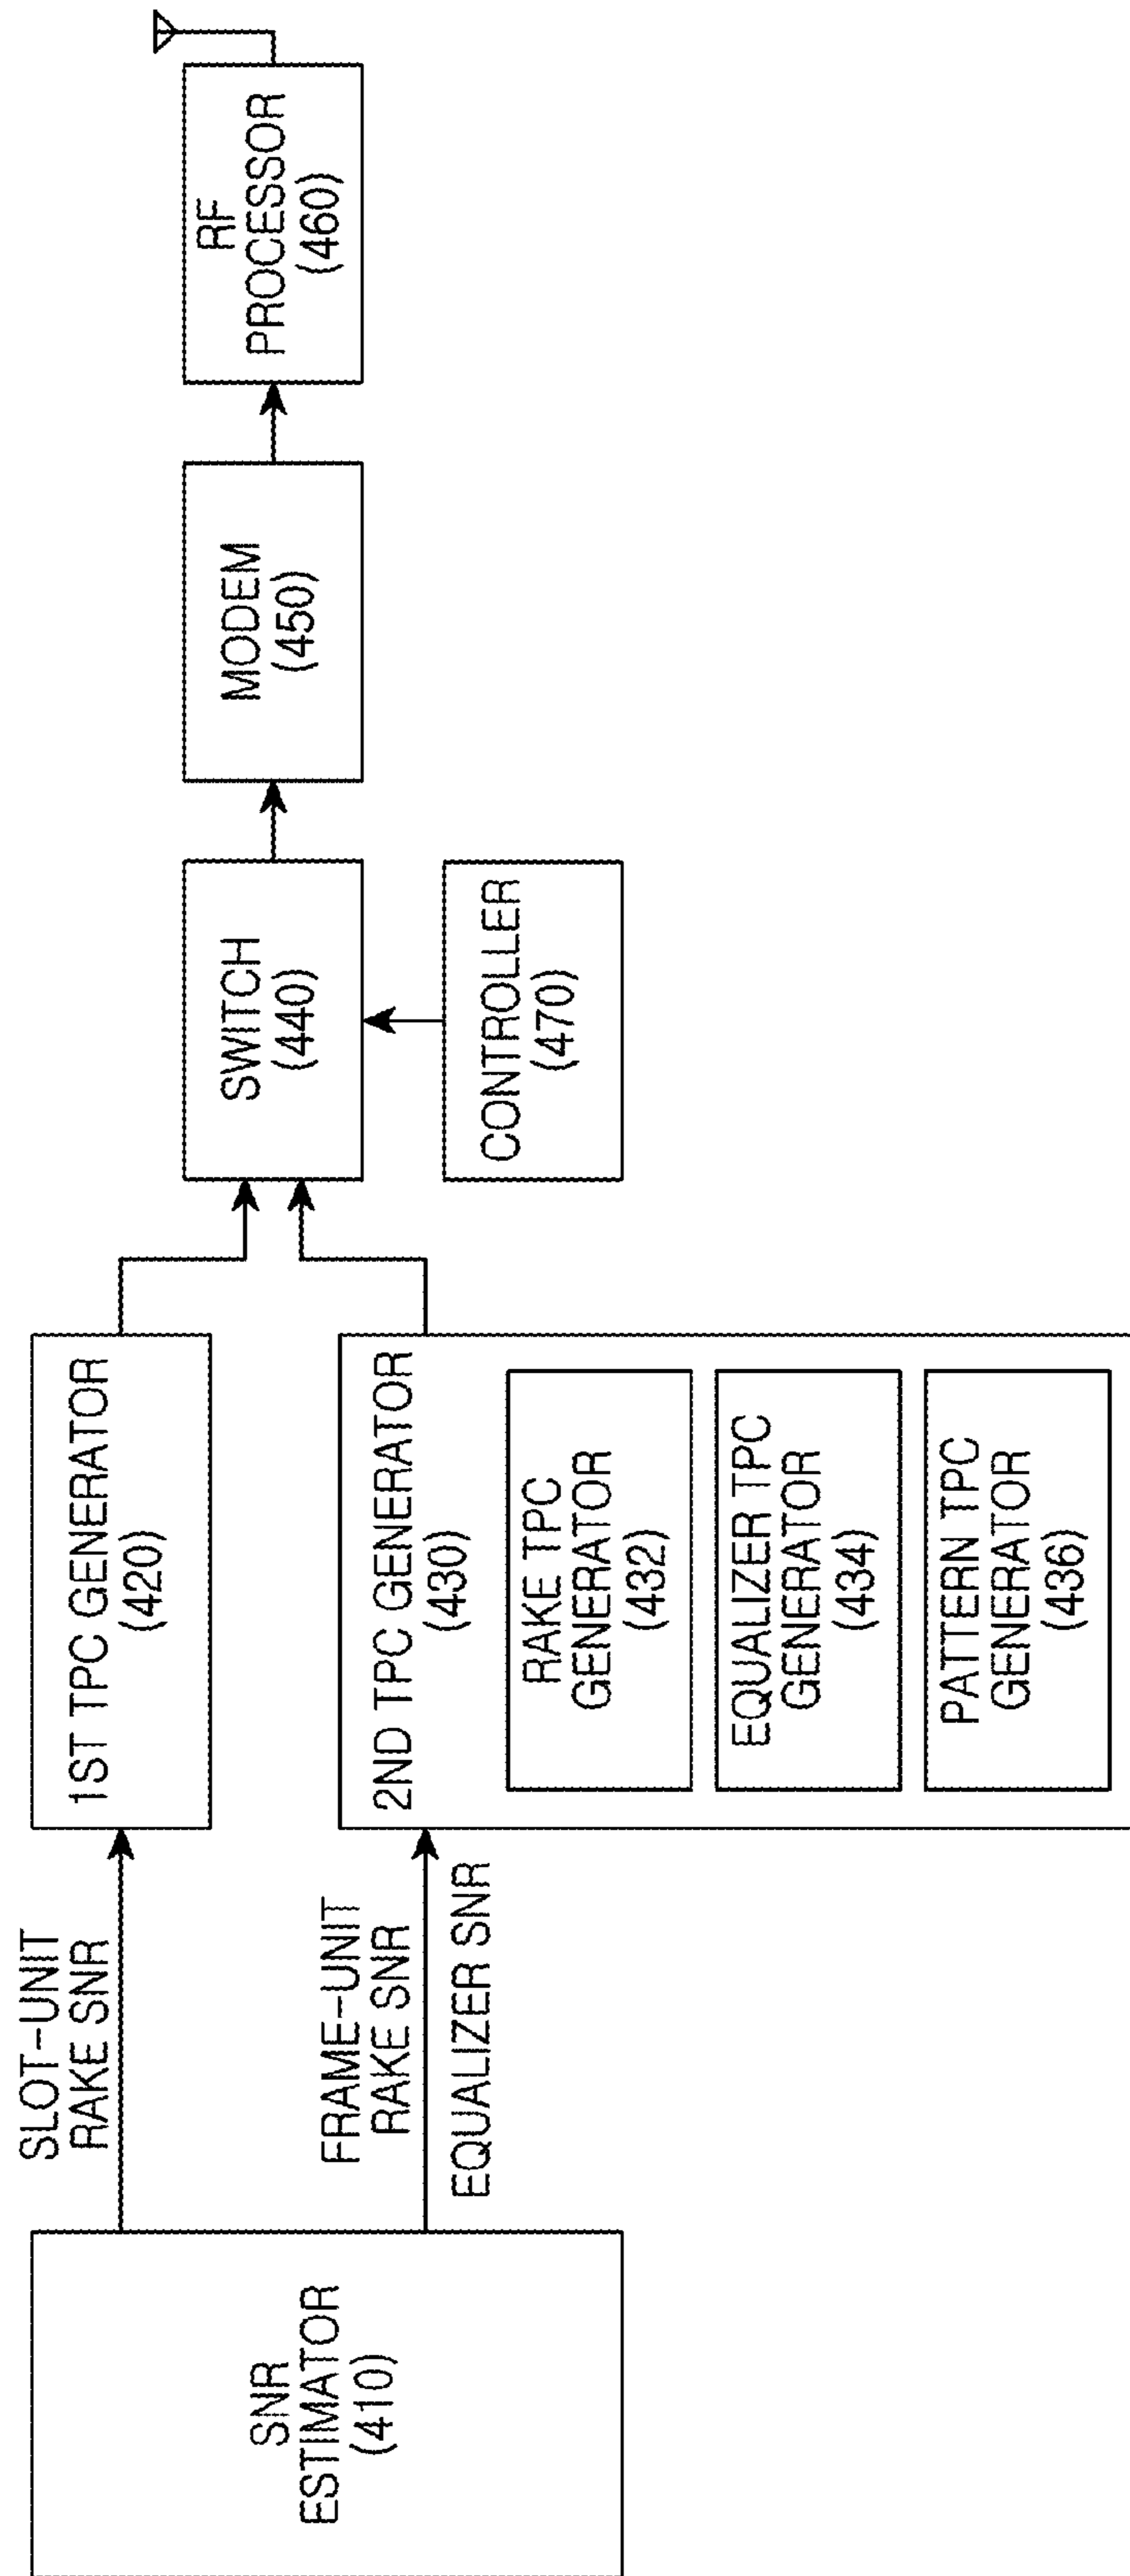 SNR
ESTIMATOR
(410)
SLOT-UNIT
RAKE SNR
FRAME-UNIT
RAKE SNR
EQUALIZER SNR
1ST TPC GENERATOR
(420)
2ND TPC GENERATOR
(430)
RAKE TPC
GENERATOR
(432)
EQUALIZER TPC
GENERATOR
(434)
PATTERN TPC
GENERATOR
(436)
SWITCH
(440)
CONTROLLER
(470)
MODEM
(450)
RF
PROCESSOR
(460)